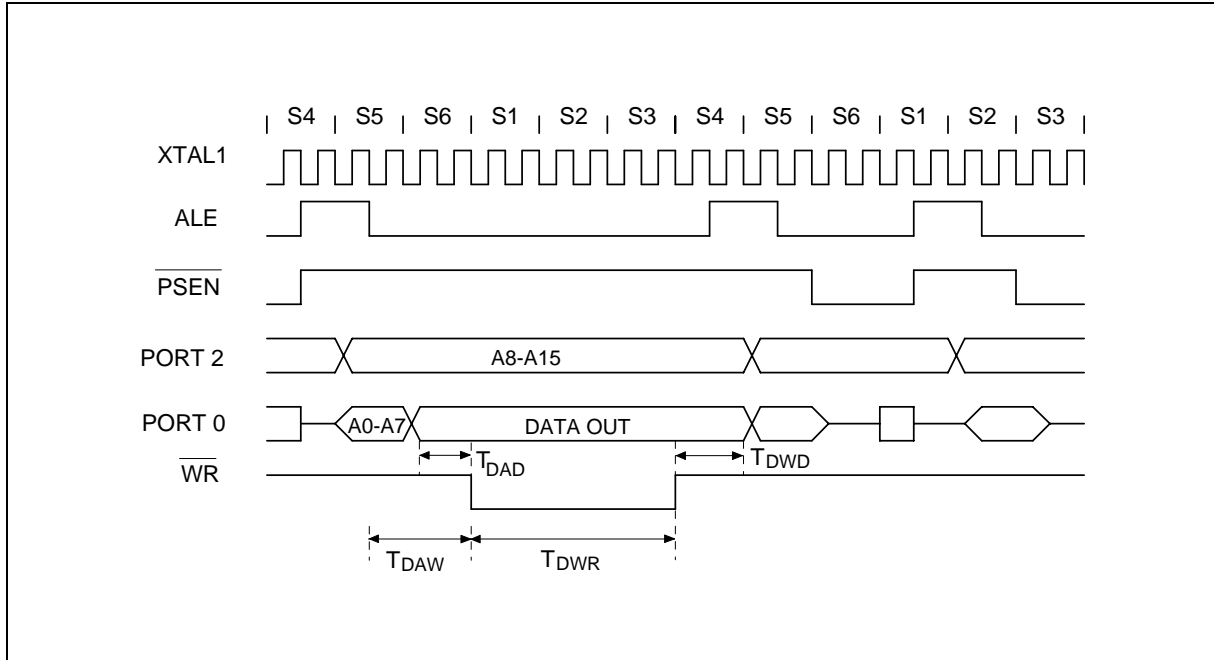 S4 S5 S6 S1 S2 S3 S4 S5 S6 S1 S2 S3
XTAL1
ALE
PSEN
PORT 2 A8-A15
PORT 0 A0-A7 DATA OUT
TDAD TDWD
WR
TDAW TDWR